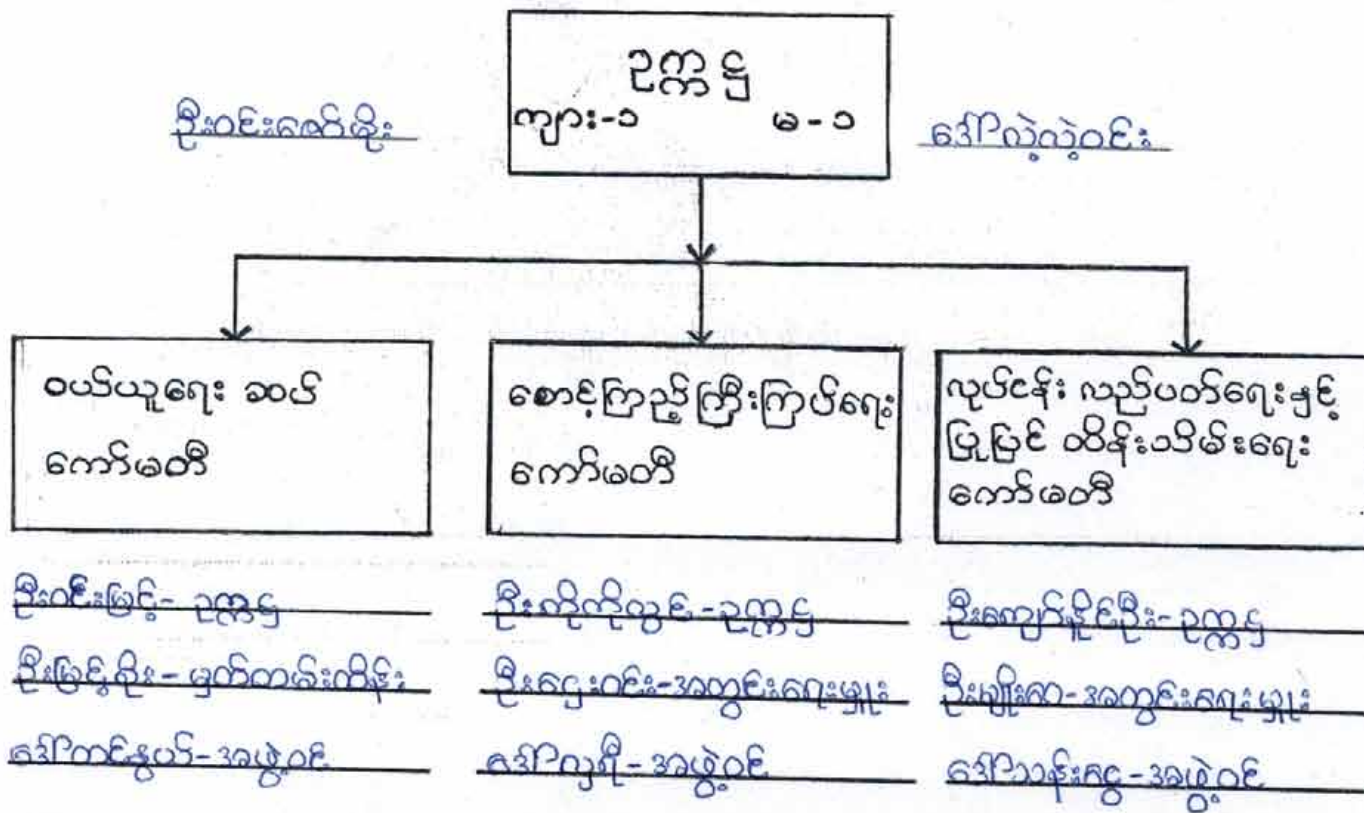 ဥက္ကဋ္ဌ
ကျား-၁ မ-၁
ဦးဝင်းဇော်မိုး
ဒေါ်လဲ့လဲ့ဝင်း
ဝယ်ယူရေး ဆပ်
ကော်မတီ
စောင့်ကြည့်ကြီးကြပ်ရေး
ကော်မတီ
လုပ်ငန်း လည်ပတ်ရေးနှင့်
ပြုပြင် ထိန်းသိမ်းရေး
ကော်မတီ
ဦးဝင်းမြင့်- ဥက္ကဋ္ဌ
ဦးမြင့်စိုး- မှတ်တမ်းထိန်း
ဒေါ်တင်နွယ်-အဖွဲ့ဝင်
ဦးကိုကိုလွင်-ဥက္ကဋ္ဌ
ဦးဌေးဝင်း-အတွင်းရေးမှူး
ဒေါ်လှရီ-အဖွဲ့ဝင်
ဦးကျော်နိုင်ဦး-ဥက္ကဋ္ဌ
-အတွင်းရေးမှူး
ဒေါ်သန်းငွေ-အဖွဲ့ဝင်